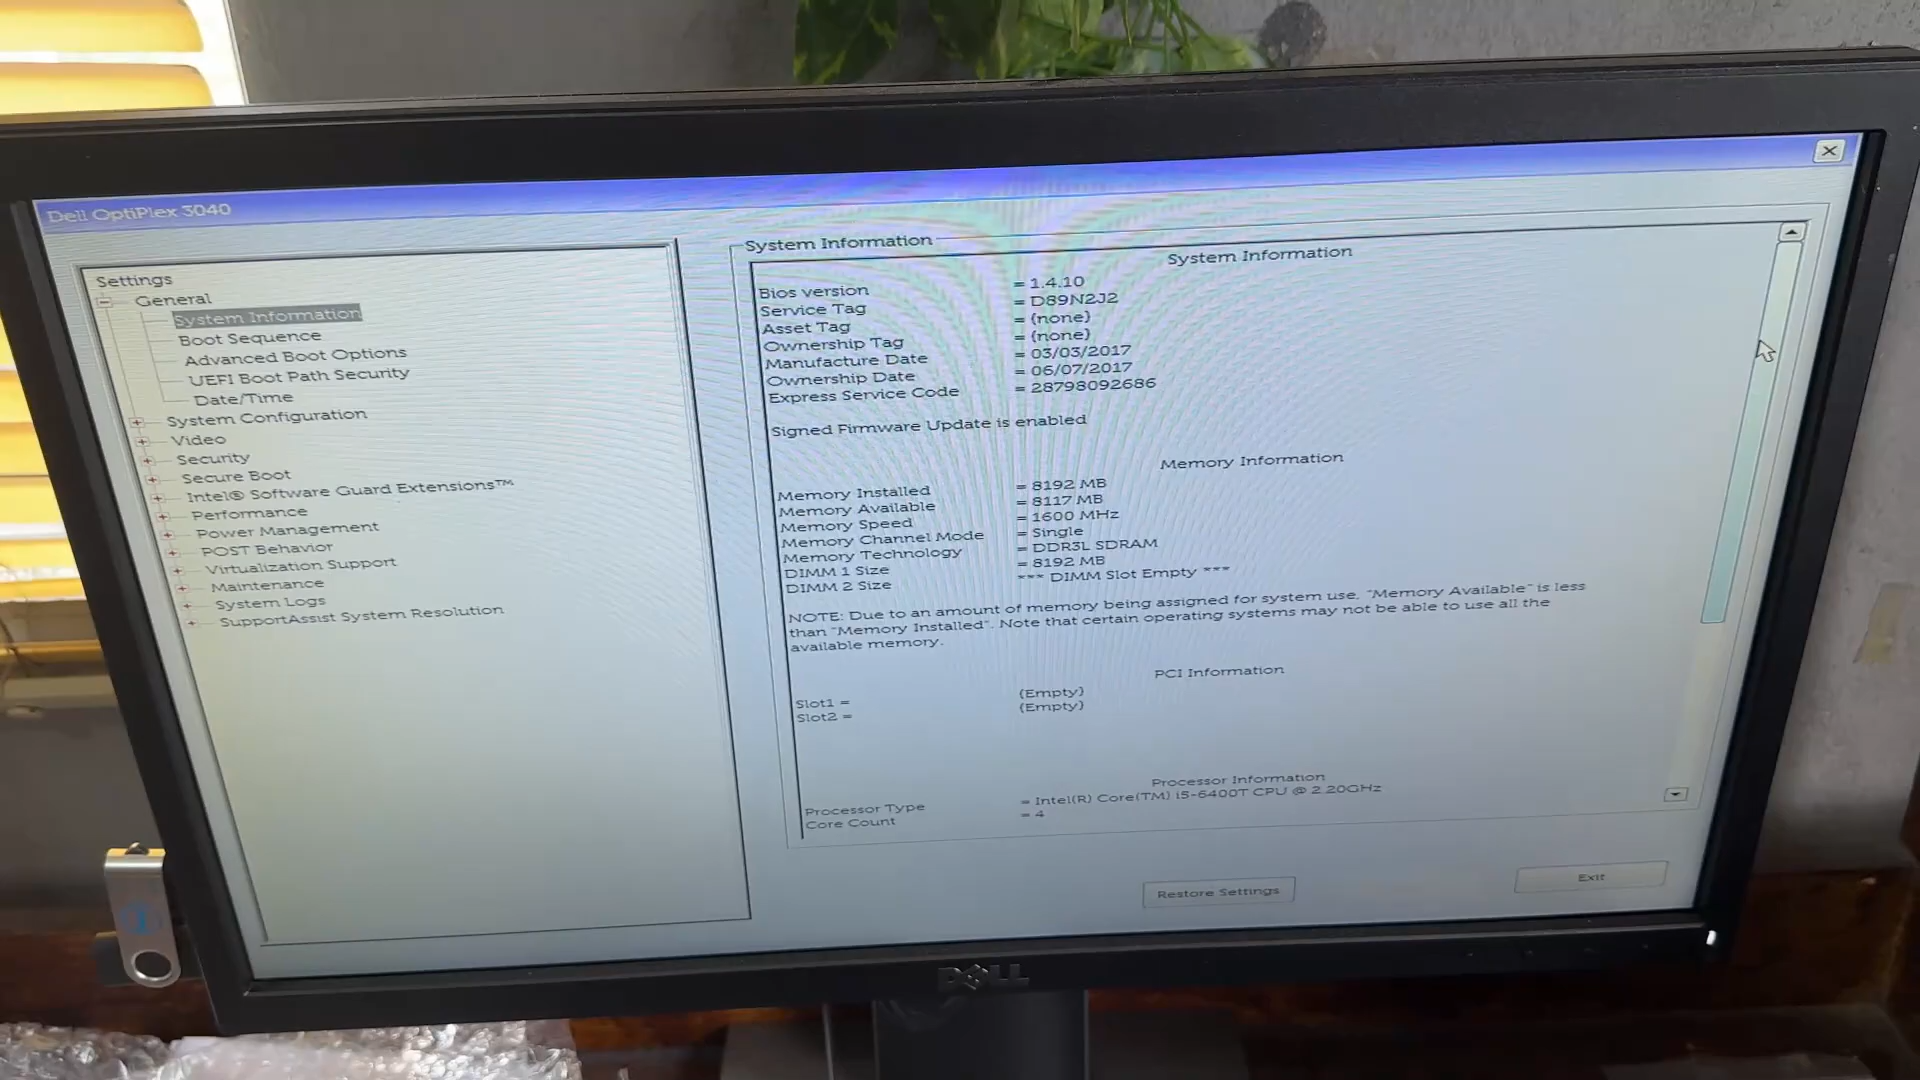 Dell OptiPlex 3040
Settings
General
System Information
Boot Sequence
Advanced Boot Options
UEFI Boot Path Security
Date/Time
System Configuration
Video
Security
Secure Boot
Intel® Software Guard Extensions™
Performance
Power Management
POST Behavior
Virtualization Support
Maintenance
System Logs
SupportAssist System Resolution
System Information
System Information
Bios version = 1.4.10
Service Tag = D89N2J2
Asset Tag = (none)
Ownership Tag = (none)
Manufacture Date = 03/03/2017
Ownership Date = 06/07/2017
Express Service Code = 28798092686
Signed Firmware Update is enabled
Memory Information
Memory Installed = 8192 MB
Memory Available = 8117 MB
Memory Speed = 1600 MHz
Memory Channel Mode = Single
Memory Technology = DDR3L SDRAM
DIMM 1 Size = 8192 MB
DIMM 2 Size *** DIMM Slot Empty ***
NOTE: Due to an amount of memory being assigned for system use, "Memory Available" is less
than "Memory Installed". Note that certain operating systems may not be able to use all the
available memory.
PCI Information
Slot1 = (Empty)
Slot2 = (Empty)
Processor Information
Processor Type = Intel(R) Core(TM) i5-6400T CPU @ 2.20GHz
Core Count = 4
Restore Settings
Exit
DELL